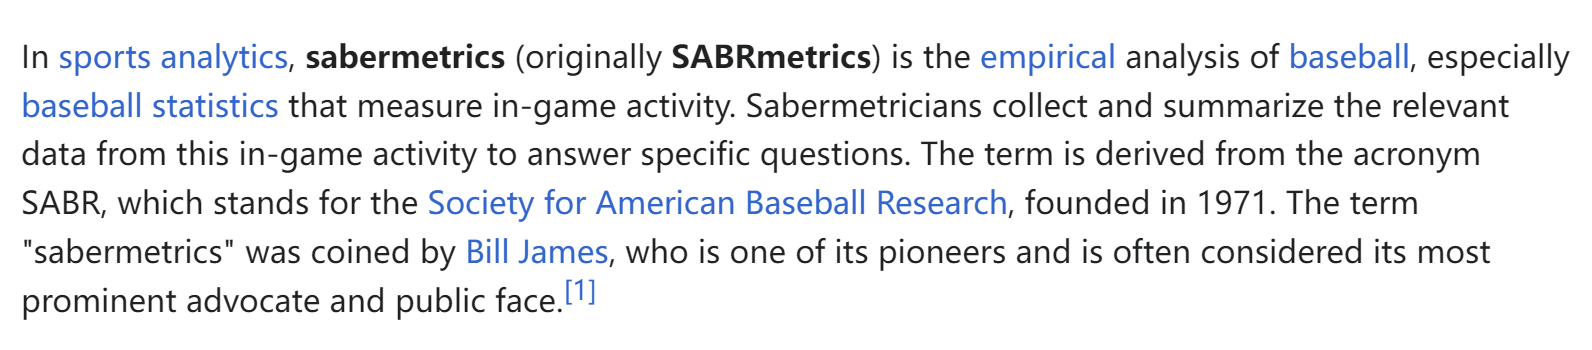 In sports analytics, sabermetrics (originally SABRmetrics) is the empirical analysis of baseball, especially
baseball statistics that measure in-game activity. Sabermetricians collect and summarize the relevant
data from this in-game activity to answer specific questions. The term is derived from the acronym
SABR, which stands for the Society for American Baseball Research, founded in 1971. The term
"sabermetrics" was coined by Bill James, who is one of its pioneers and is often considered its most
prominent advocate and public face.[1]